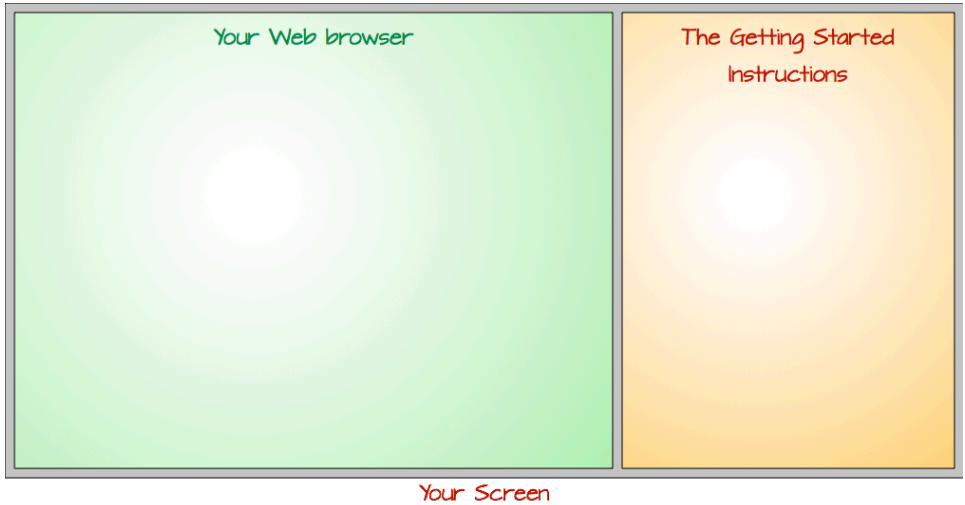 Your Web browser
The Getting Started
Instructions
Your Screen